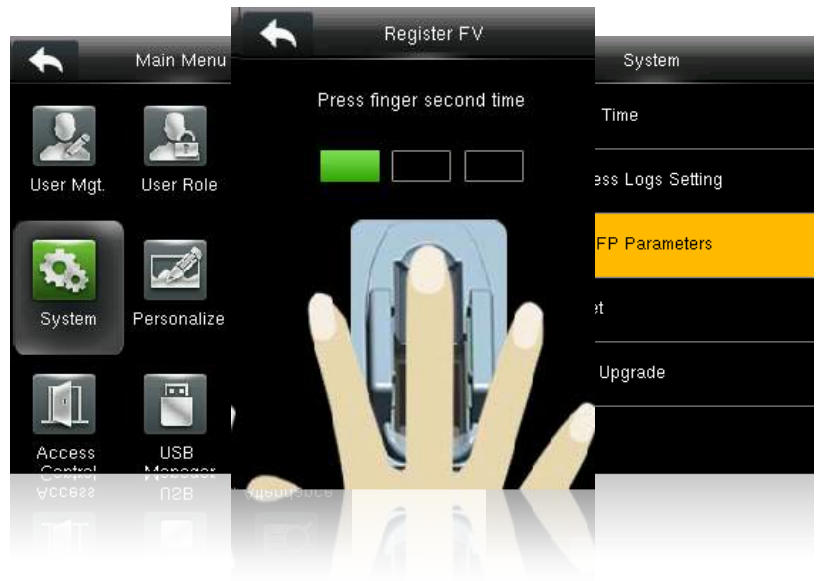 Main Menu
User Mgt.
User Role
System
Personalize
Access
Control
USB
Manager
Register FV
Press finger second time
System
Time
ess Logs Setting
FP Parameters
et
Upgrade